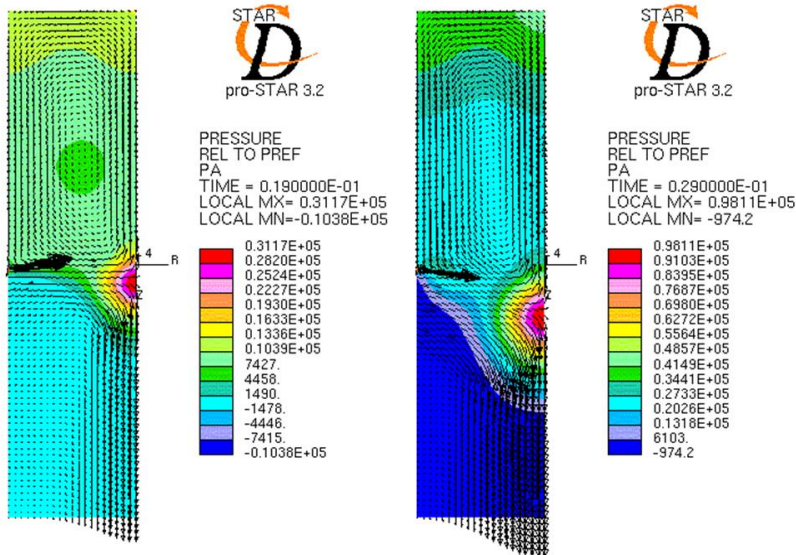 STAR
CD
pro-STAR 3.2
PRESSURE
REL TO PREF
PA
TIME = 0.190000E-01
LOCAL MX= 0.3117E+05
LOCAL MN=-0.1038E+05
0.3117E+05
0.2820E+05
0.2524E+05
0.2227E+05
0.1930E+05
0.1633E+05
0.1336E+05
0.1039E+05
7427.
4458.
1490.
-1478.
-4446.
-7415.
-0.1038E+05
4
R
Z
STAR
CD
pro-STAR 3.2
PRESSURE
REL TO PREF
PA
TIME = 0.290000E-01
LOCAL MX= 0.9811E+05
LOCAL MN= -974.2
0.9811E+05
0.9103E+05
0.8395E+05
0.7687E+05
0.6980E+05
0.6272E+05
0.5564E+05
0.4857E+05
0.4149E+05
0.3441E+05
0.2733E+05
0.2026E+05
0.1318E+05
6103.
-974.2
4
R